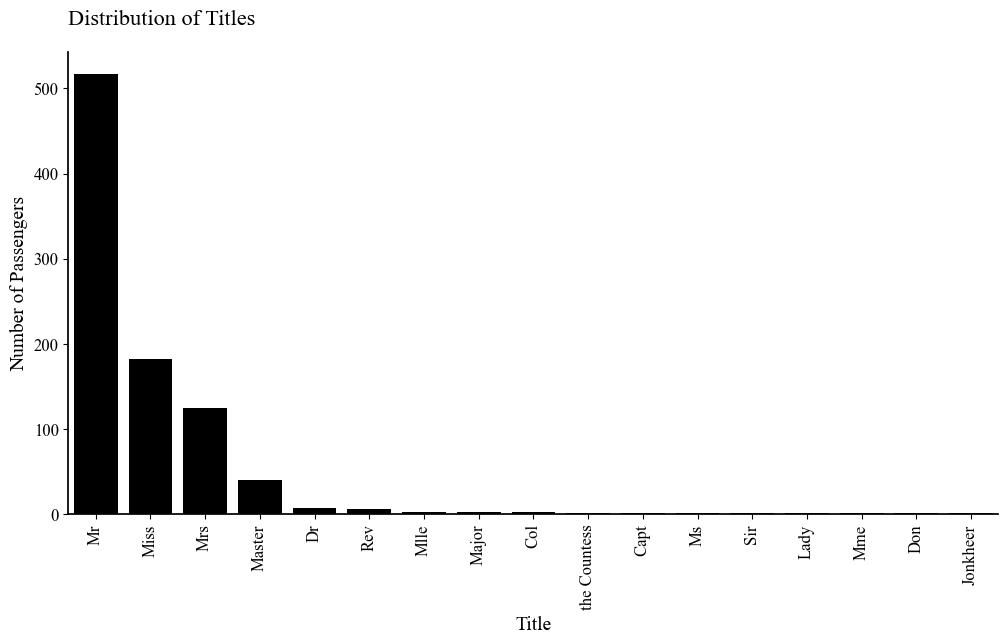 Distribution of Titles
500
400
300
200
100
0
Number of Passengers
Mr
Miss
Mrs
Master
Dr
Rev
Mlle
Major
Col
the Countess
Capt
Ms
Sir
Lady
Mme
Don
Jonkheer
Title